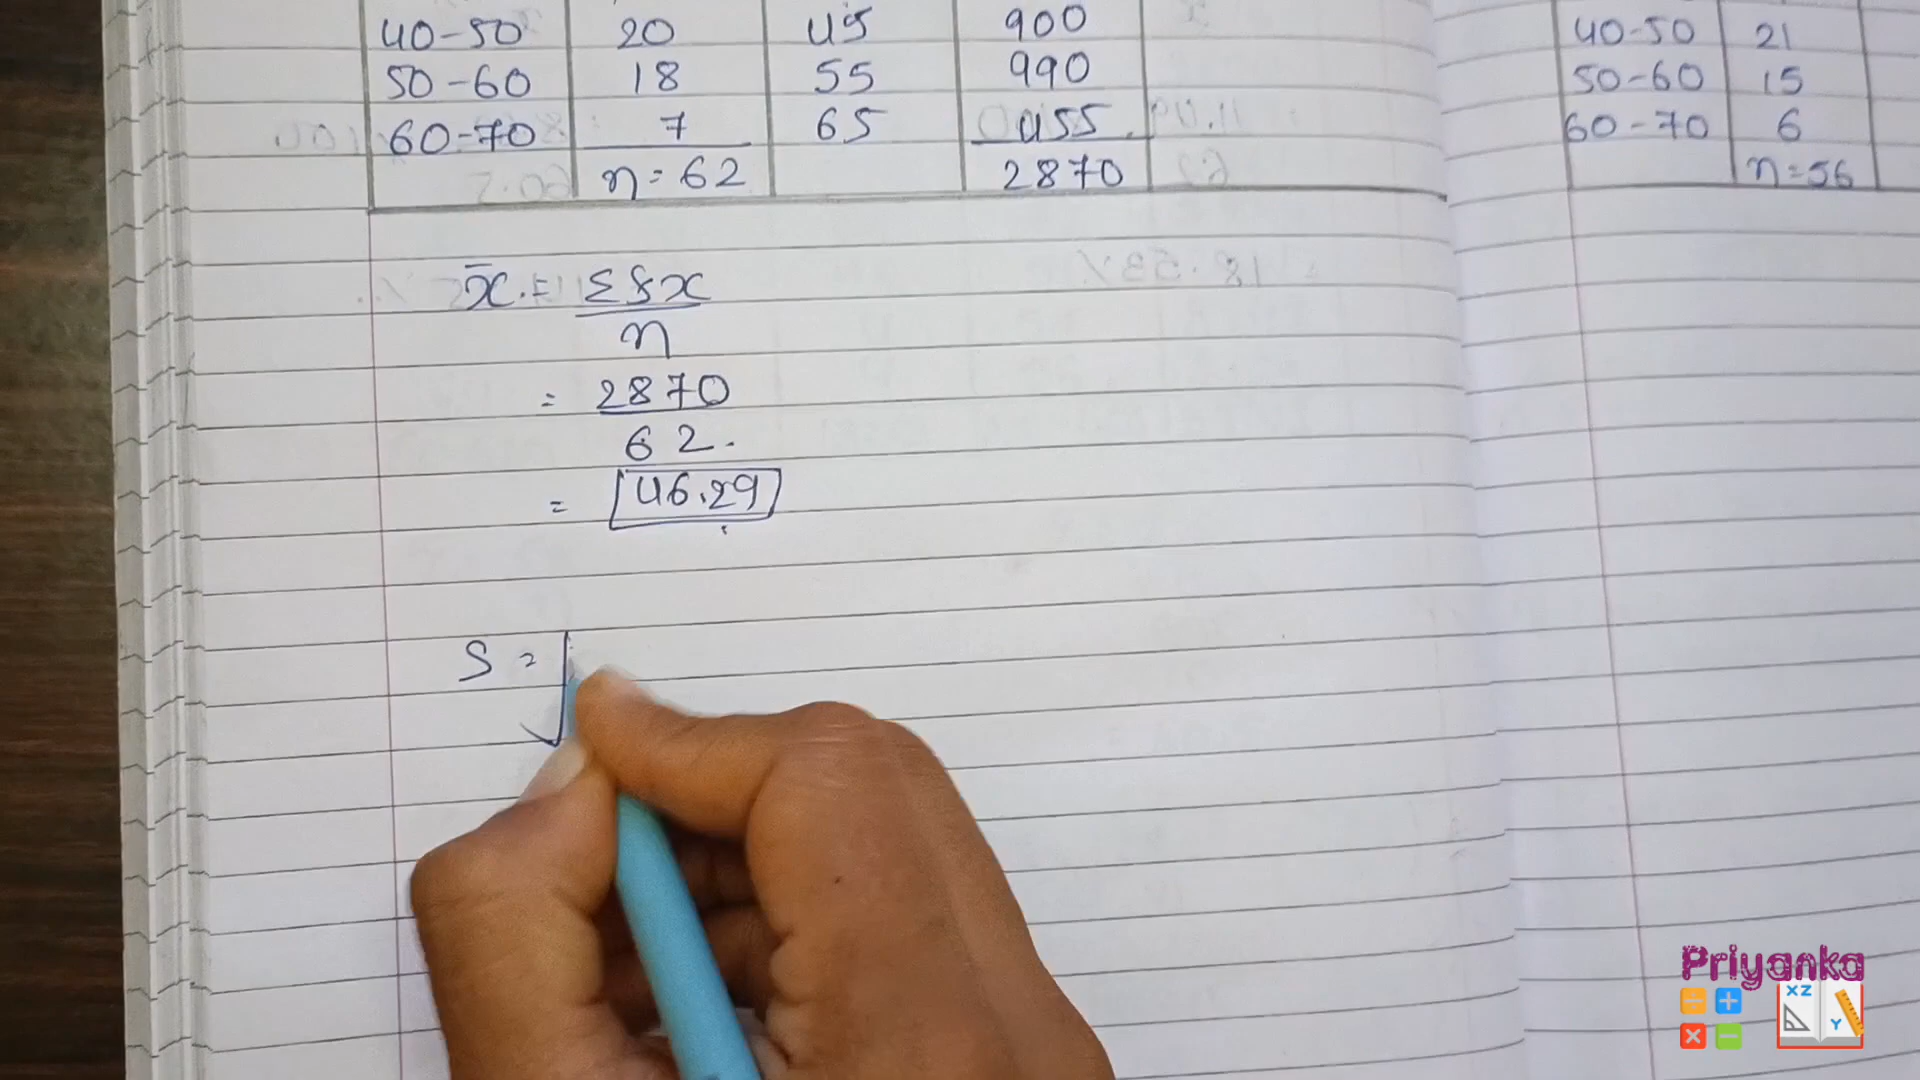 40-50 20 45 900
50-60 18 55 990
60-70 7 65 455
n = 62 2870
x̄ = Σfx
n
= 2870
62
= 46.29
S =
40-50 21
50-60 15
60-70 6
n = 56
Priyanka
XZ
Y